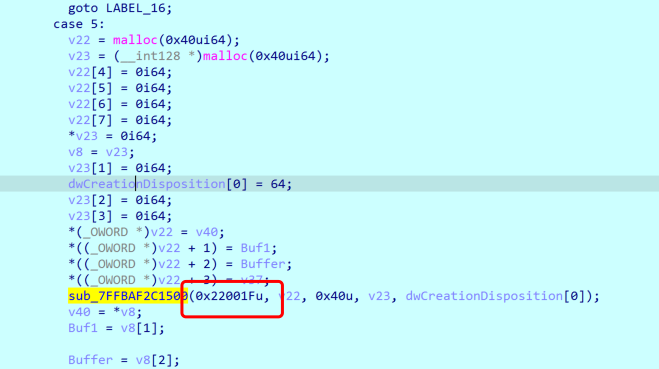 goto LABEL_16;
case 5:
v22 = malloc(0x40ui64);
v23 = (__int128 *)malloc(0x40ui64);
v22[4] = 0i64;
v22[5] = 0i64;
v22[6] = 0i64;
v22[7] = 0i64;
*v23 = 0i64;
v8 = v23;
v23[1] = 0i64;
dwCreationDisposition[0] = 64;
v23[2] = 0i64;
v23[3] = 0i64;
*(_OWORD *)v22 = v40;
*((_OWORD *)v22 + 1) = Buf1;
*((_OWORD *)v22 + 2) = Buffer;
*((_OWORD *)v22 + 3) = v37;
sub_7FFBAF2C1500(0x22001Fu, v22, 0x40u, v23, dwCreationDisposition[0]);
v40 = *v8;
Buf1 = v8[1];
Buffer = v8[2];